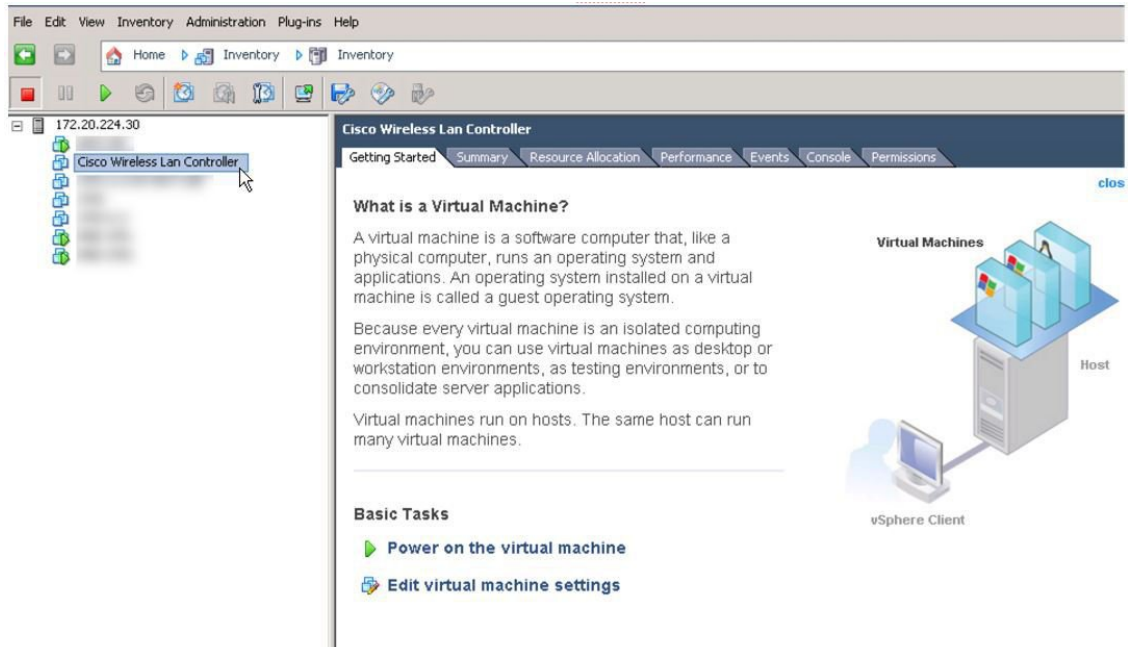 File Edit View Inventory Administration Plug-ins Help
Home Inventory Inventory
172.20.224.30
Cisco Wireless Lan Controller
Cisco Wireless Lan Controller
Getting Started Summary Resource Allocation Performance Events Console Permissions
clos
What is a Virtual Machine?
A virtual machine is a software computer that, like a
physical computer, runs an operating system and
applications. An operating system installed on a virtual
machine is called a guest operating system.
Because every virtual machine is an isolated computing
environment, you can use virtual machines as desktop or
workstation environments, as testing environments, or to
consolidate server applications.
Virtual machines run on hosts. The same host can run
many virtual machines.
Virtual Machines
Host
vSphere Client
Basic Tasks
Power on the virtual machine
Edit virtual machine settings